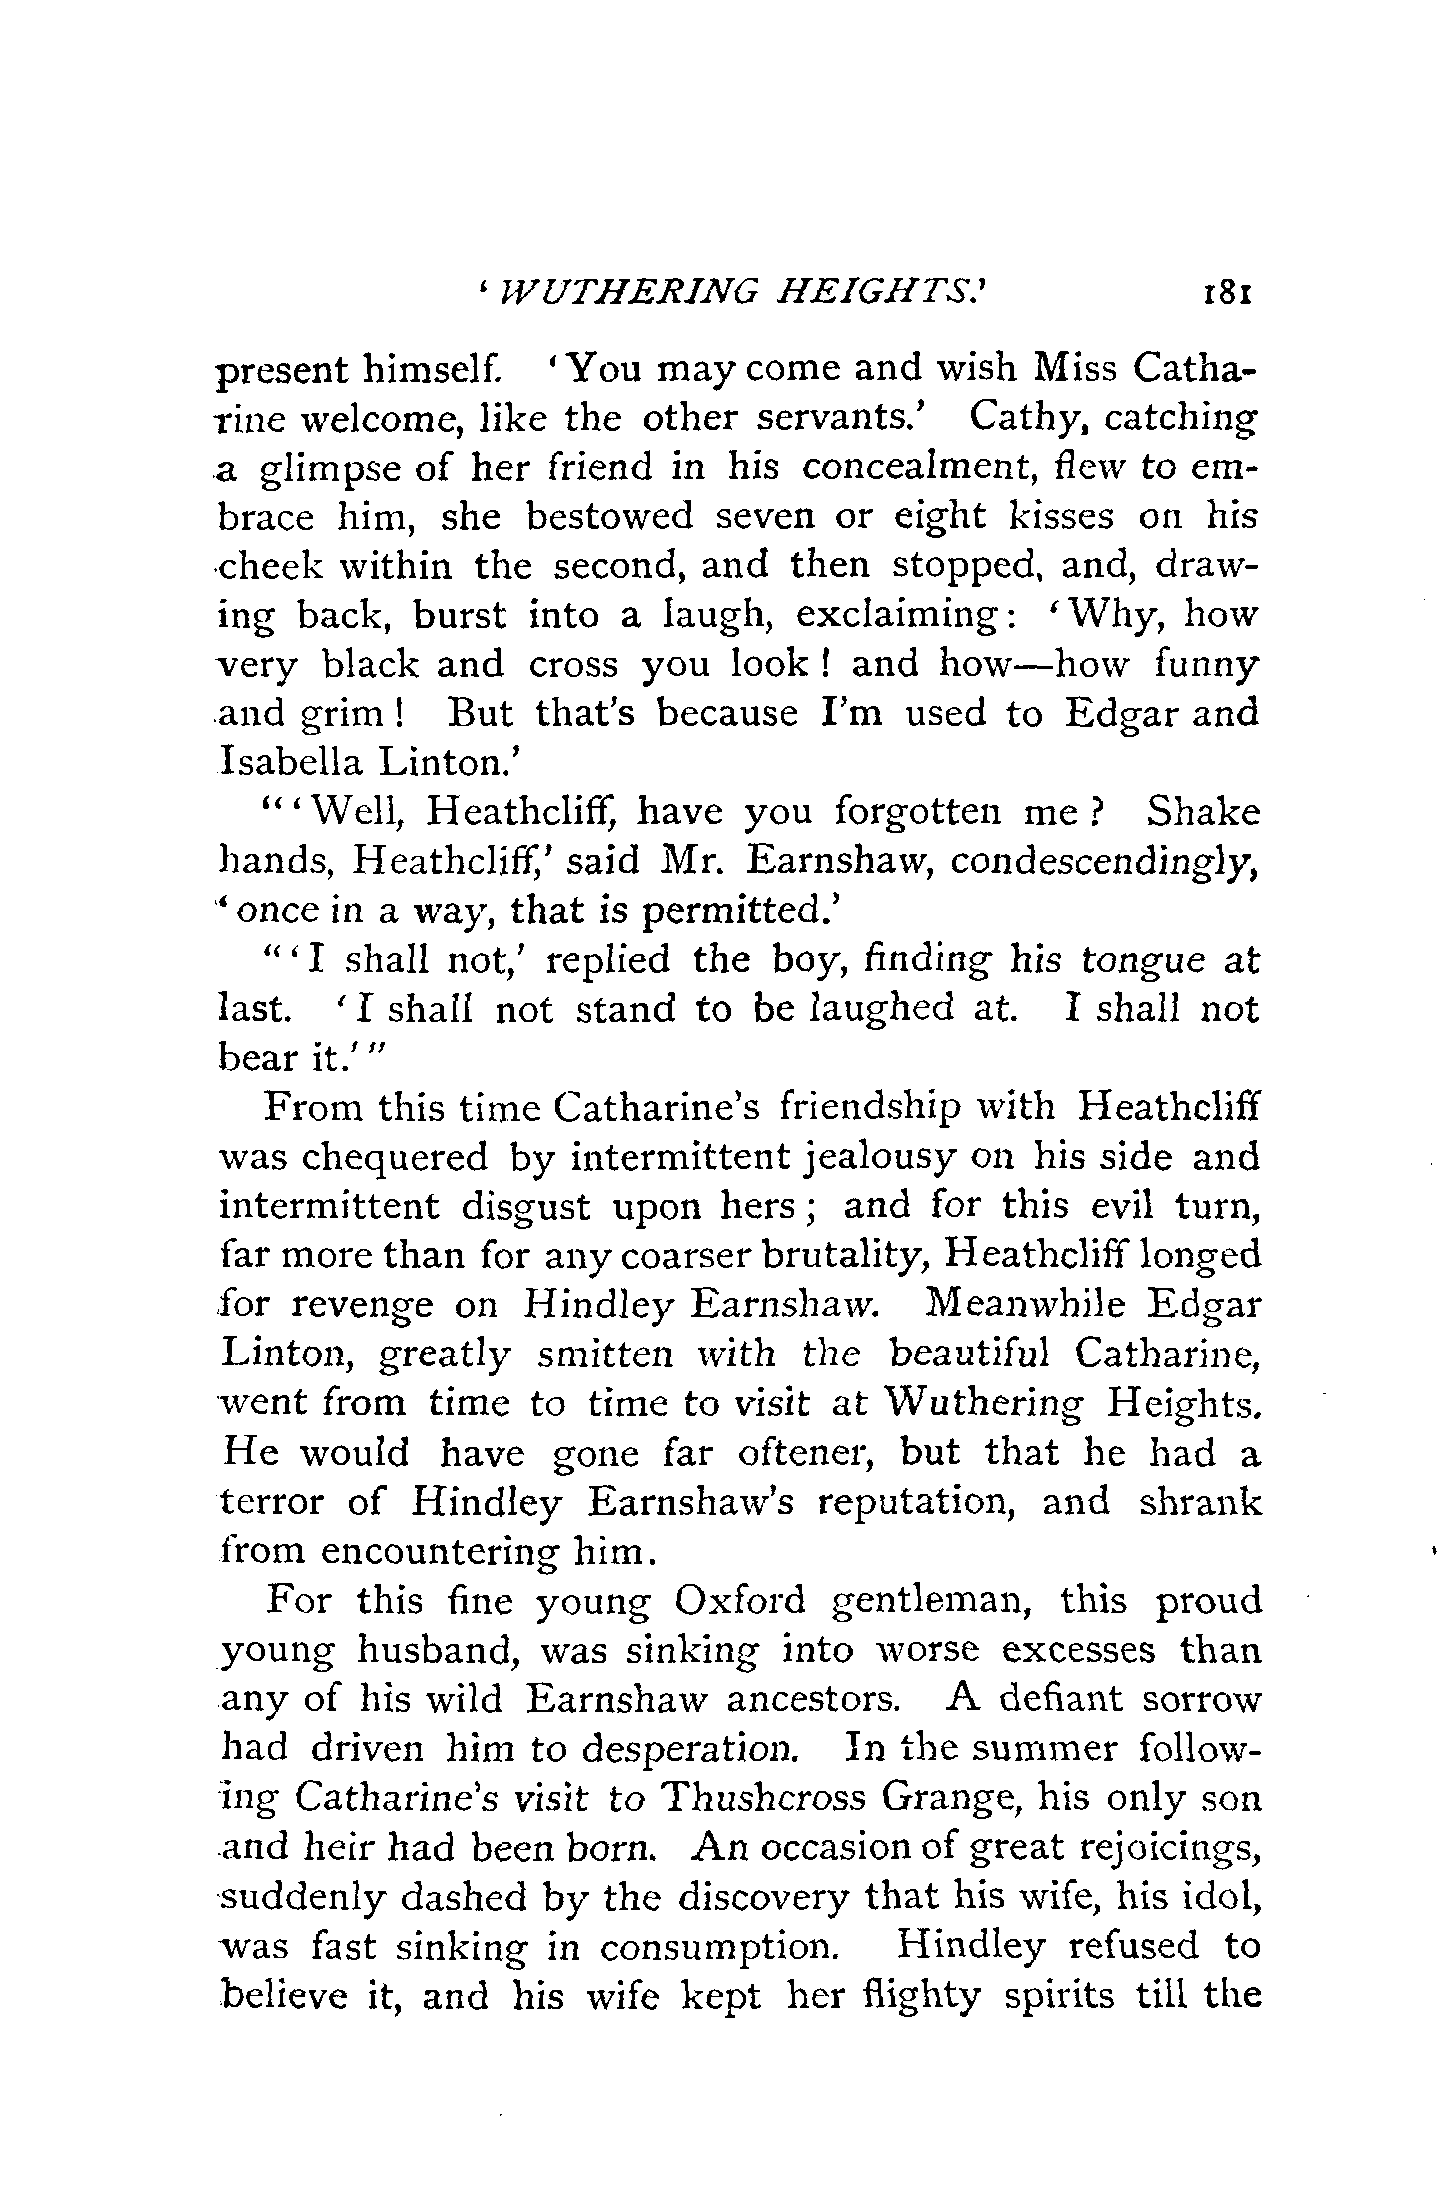 ‘ WUTHERING HEIGHTS.’ 181
present himself. ‘You may come and wish Miss Catha-
rine welcome, like the other servants.’ Cathy, catching
a glimpse of her friend in his concealment, flew to em-
brace him, she bestowed seven or eight kisses on his
cheek within the second, and then stopped, and, draw-
ing back, burst into a laugh, exclaiming: ‘Why, how
very black and cross you look! and how—how funny
and grim! But that’s because I’m used to Edgar and
Isabella Linton.’
“‘Well, Heathcliff, have you forgotten me? Shake
hands, Heathcliff,’ said Mr. Earnshaw, condescendingly,
‘once in a way, that is permitted.’
“‘I shall not,’ replied the boy, finding his tongue at
last. ‘I shall not stand to be laughed at. I shall not
bear it.’”
From this time Catharine’s friendship with Heathcliff
was chequered by intermittent jealousy on his side and
intermittent disgust upon hers; and for this evil turn,
far more than for any coarser brutality, Heathcliff longed
for revenge on Hindley Earnshaw. Meanwhile Edgar
Linton, greatly smitten with the beautiful Catharine,
went from time to time to visit at Wuthering Heights.
He would have gone far oftener, but that he had a
terror of Hindley Earnshaw’s reputation, and shrank
from encountering him.
For this fine young Oxford gentleman, this proud
young husband, was sinking into worse excesses than
any of his wild Earnshaw ancestors. A defiant sorrow
had driven him to desperation. In the summer follow-
ing Catharine’s visit to Thushcross Grange, his only son
and heir had been born. An occasion of great rejoicings,
suddenly dashed by the discovery that his wife, his idol,
was fast sinking in consumption. Hindley refused to
believe it, and his wife kept her flighty spirits till the